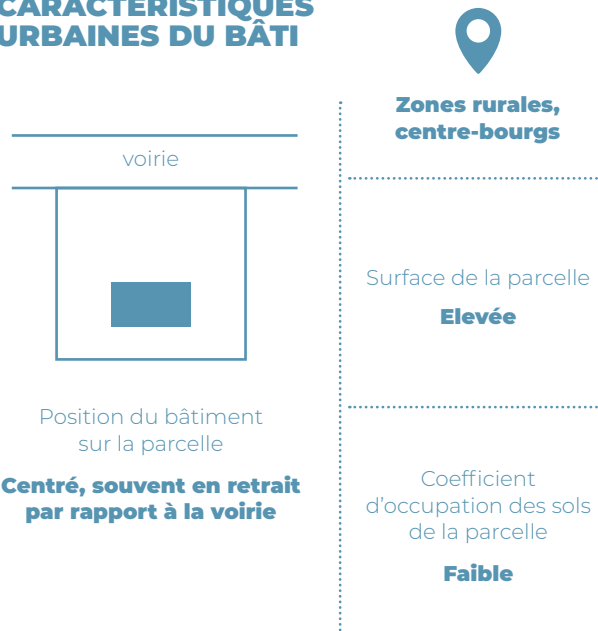 CARACTÉRISTIQUES
URBAINES DU BÂTI
voirie
Position du bâtiment
sur la parcelle
Centré, souvent en retrait
par rapport à la voirie
Zones rurales,
centre-bourgs
Surface de la parcelle
Elevée
Coefficient
d’occupation des sols
de la parcelle
Faible